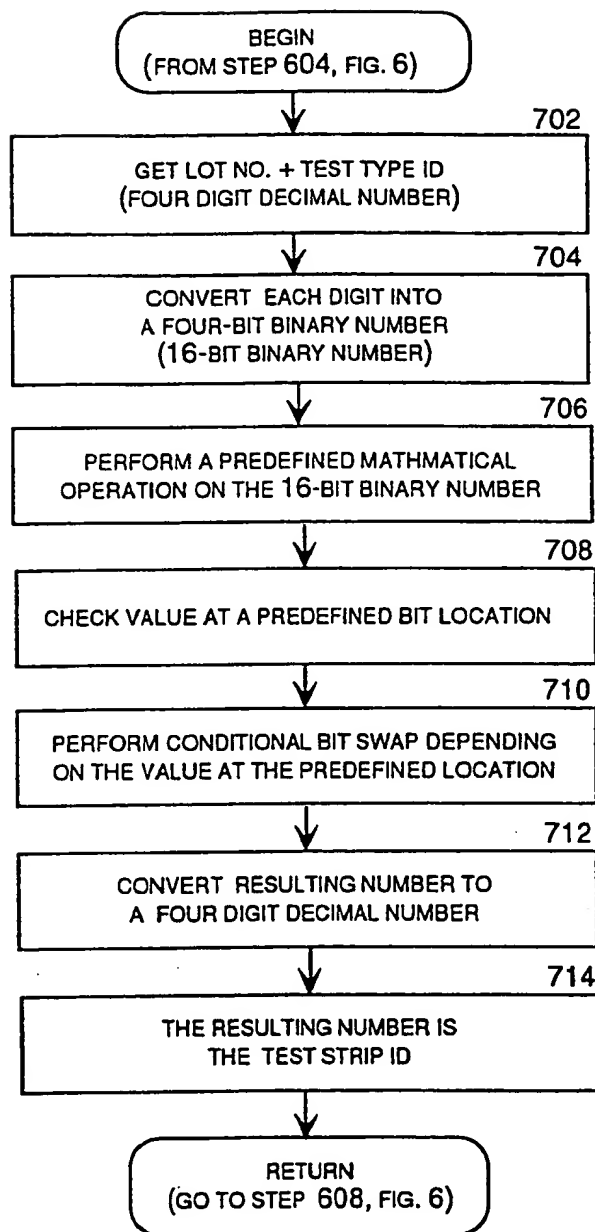 BEGIN
(FROM STEP 604, FIG. 6)
702
GET LOT NO. + TEST TYPE ID
(FOUR DIGIT DECIMAL NUMBER)
704
CONVERT EACH DIGIT INTO
A FOUR-BIT BINARY NUMBER
(16-BIT BINARY NUMBER)
706
PERFORM A PREDEFINED MATHMATICAL
OPERATION ON THE 16-BIT BINARY NUMBER
708
CHECK VALUE AT A PREDEFINED BIT LOCATION
710
PERFORM CONDITIONAL BIT SWAP DEPENDING
ON THE VALUE AT THE PREDEFINED LOCATION
712
CONVERT RESULTING NUMBER TO
A FOUR DIGIT DECIMAL NUMBER
714
THE RESULTING NUMBER IS
THE TEST STRIP ID
RETURN
(GO TO STEP 608, FIG. 6)